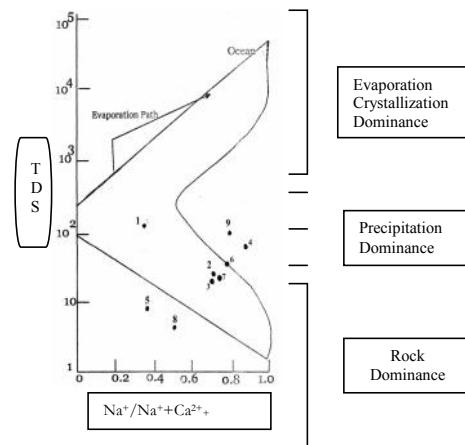 10⁵
Ocean
10⁴
Evaporation Path
10³
T
D
S
10²
10
1
1
9
4
6
2
7
3
5
8
0
0.2
0.4
0.6
0.8
1.0
Na⁺/Na⁺+Ca²⁺₊
Evaporation
Crystallization
Dominance
Precipitation
Dominance
Rock
Dominance